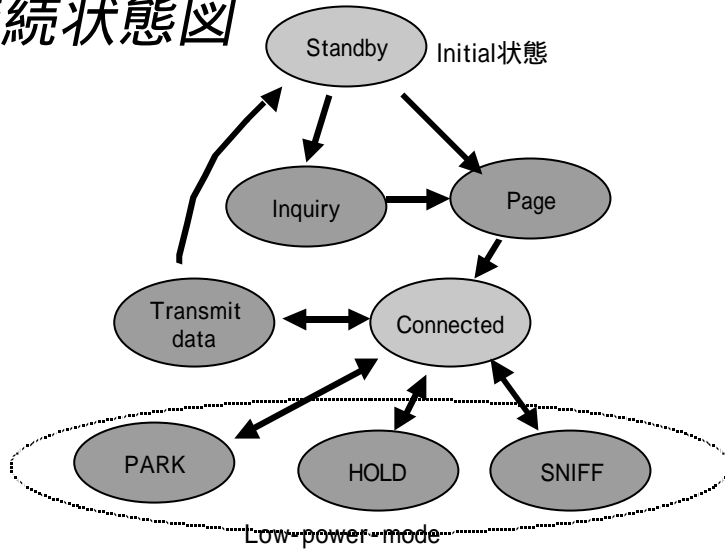 続状態図
Standby
Initial状態
Inquiry
Page
Transmit
data
Connected
PARK
HOLD
SNIFF
Low-power-mode